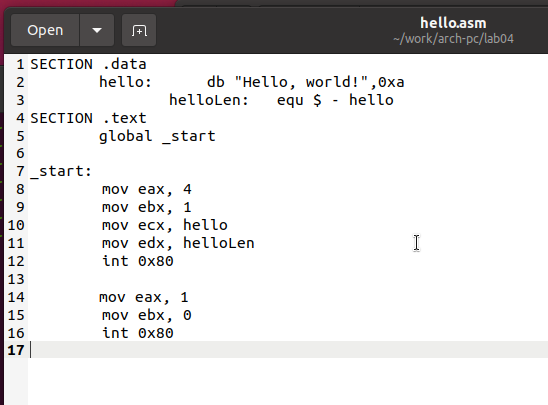 Open
hello.asm
~/work/arch-pc/lab04
1 SECTION .data
2 hello: db "Hello, world!",0xa
3 helloLen: equ $ - hello
4 SECTION .text
5 global _start
6
7 _start:
8 mov eax, 4
9 mov ebx, 1
10 mov ecx, hello
11 mov edx, helloLen
12 int 0x80
13
14 mov eax, 1
15 mov ebx, 0
16 int 0x80
17